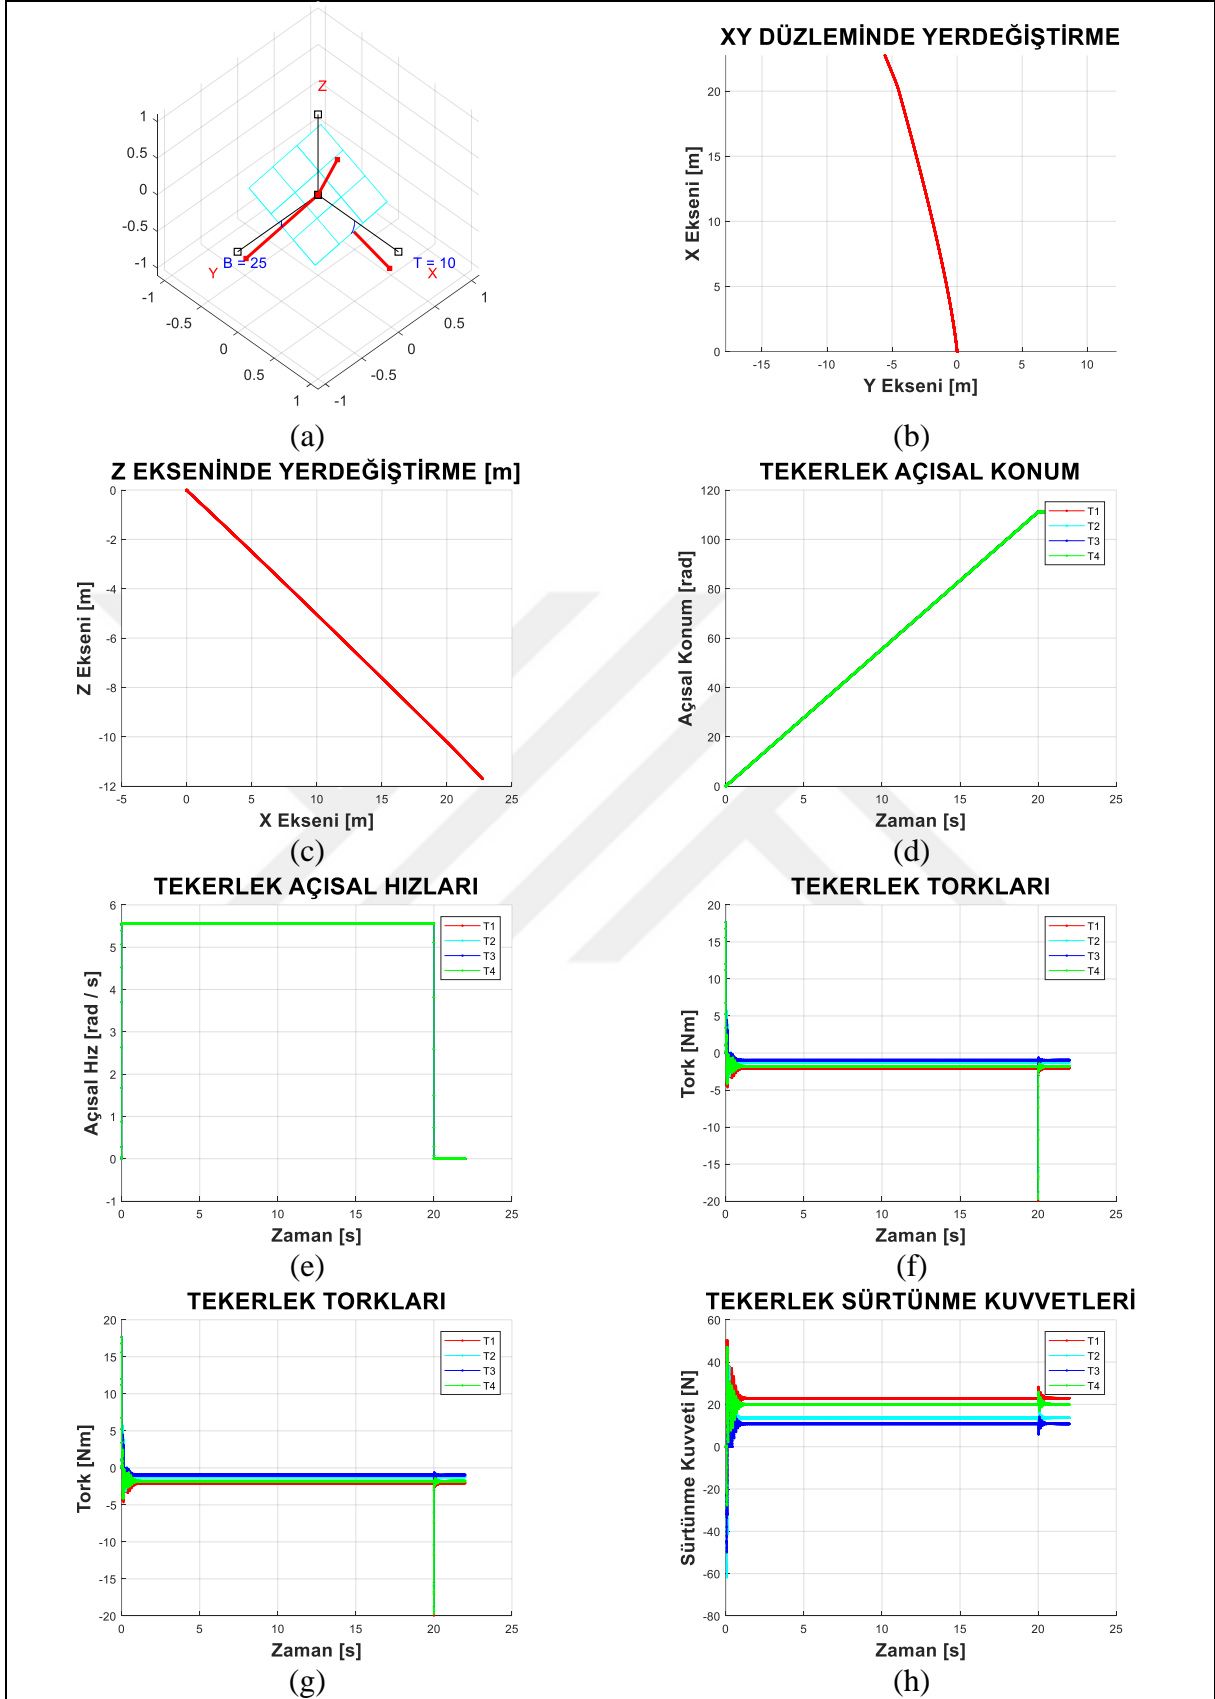 Z
1
0.5
0
-0.5
-1
Y
B = 25
T = 10
X
-1
-0.5
0
0.5
1
1
0.5
0
-0.5
-1
(a)
XY DÜZLEMİNDE YERDEĞİŞTİRME
X Ekseni [m]
20
15
10
5
0
-15
-10
-5
0
5
10
Y Ekseni [m]
(b)
Z EKSENİNDE YERDEĞİŞTİRME [m]
Z Ekseni [m]
0
-2
-4
-6
-8
-10
-12
-5
0
5
10
15
20
25
X Ekseni [m]
(c)
TEKERLEK AÇISAL KONUM
Açısal Konum [rad]
120
100
80
60
40
20
0
T1
T2
T3
T4
0
5
10
15
20
25
Zaman [s]
(d)
TEKERLEK AÇISAL HIZLARI
Açısal Hız [rad / s]
6
5
4
3
2
1
0
-1
T1
T2
T3
T4
0
5
10
15
20
25
Zaman [s]
(e)
TEKERLEK TORKLARI
Tork [Nm]
20
15
10
5
0
-5
-10
-15
-20
T1
T2
T3
T4
0
5
10
15
20
25
Zaman [s]
(f)
TEKERLEK TORKLARI
Tork [Nm]
20
15
10
5
0
-5
-10
-15
-20
T1
T2
T3
T4
0
5
10
15
20
25
Zaman [s]
(g)
TEKERLEK SÜRTÜNME KUVVETLERİ
Sürtünme Kuvveti [N]
60
40
20
0
-20
-40
-60
-80
T1
T2
T3
T4
0
5
10
15
20
25
Zaman [s]
(h)